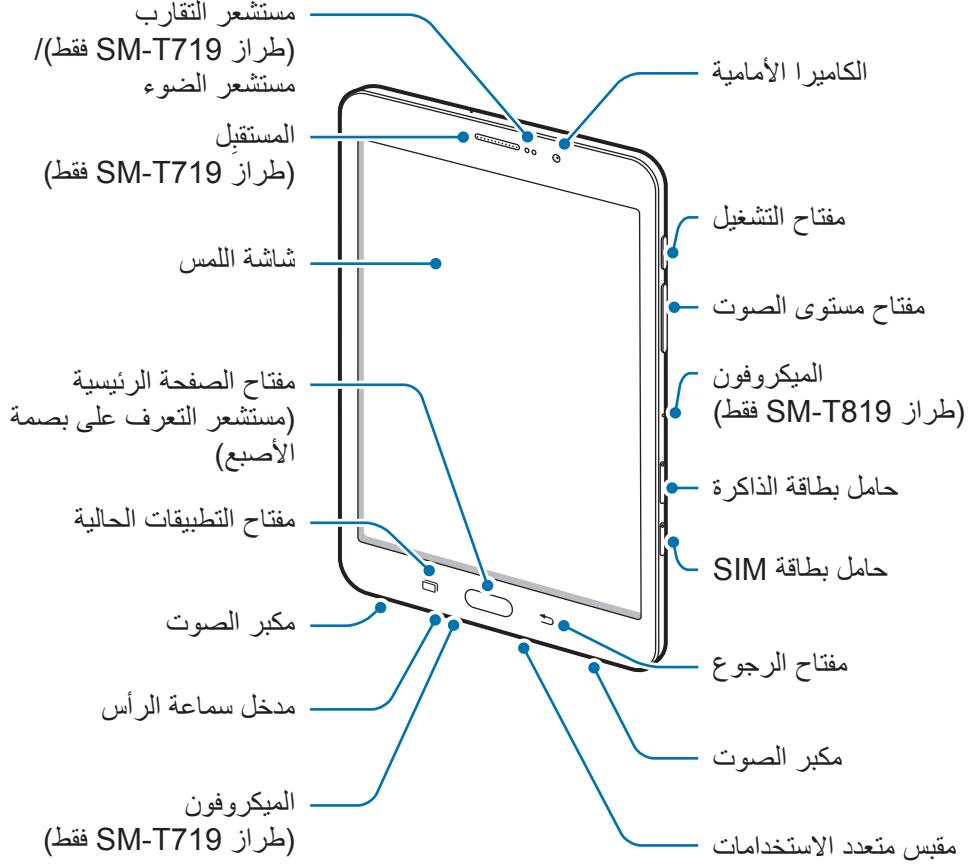 مستشعر التقارب
(طراز SM-T719 فقط)/
مستشعر الضوء
الكاميرا الأمامية
المستقبِل
(طراز SM-T719 فقط)
مفتاح التشغيل
شاشة اللمس
مفتاح مستوى الصوت
مفتاح الصفحة الرئيسية
(مستشعر التعرف على بصمة
الأصبع)
الميكروفون
(طراز SM-T819 فقط)
حامل بطاقة الذاكرة
مفتاح التطبيقات الحالية
حامل بطاقة SIM
مكبر الصوت
مفتاح الرجوع
مدخل سماعة الرأس
مكبر الصوت
الميكروفون
(طراز SM-T719 فقط)
مقبس متعدد الاستخدامات